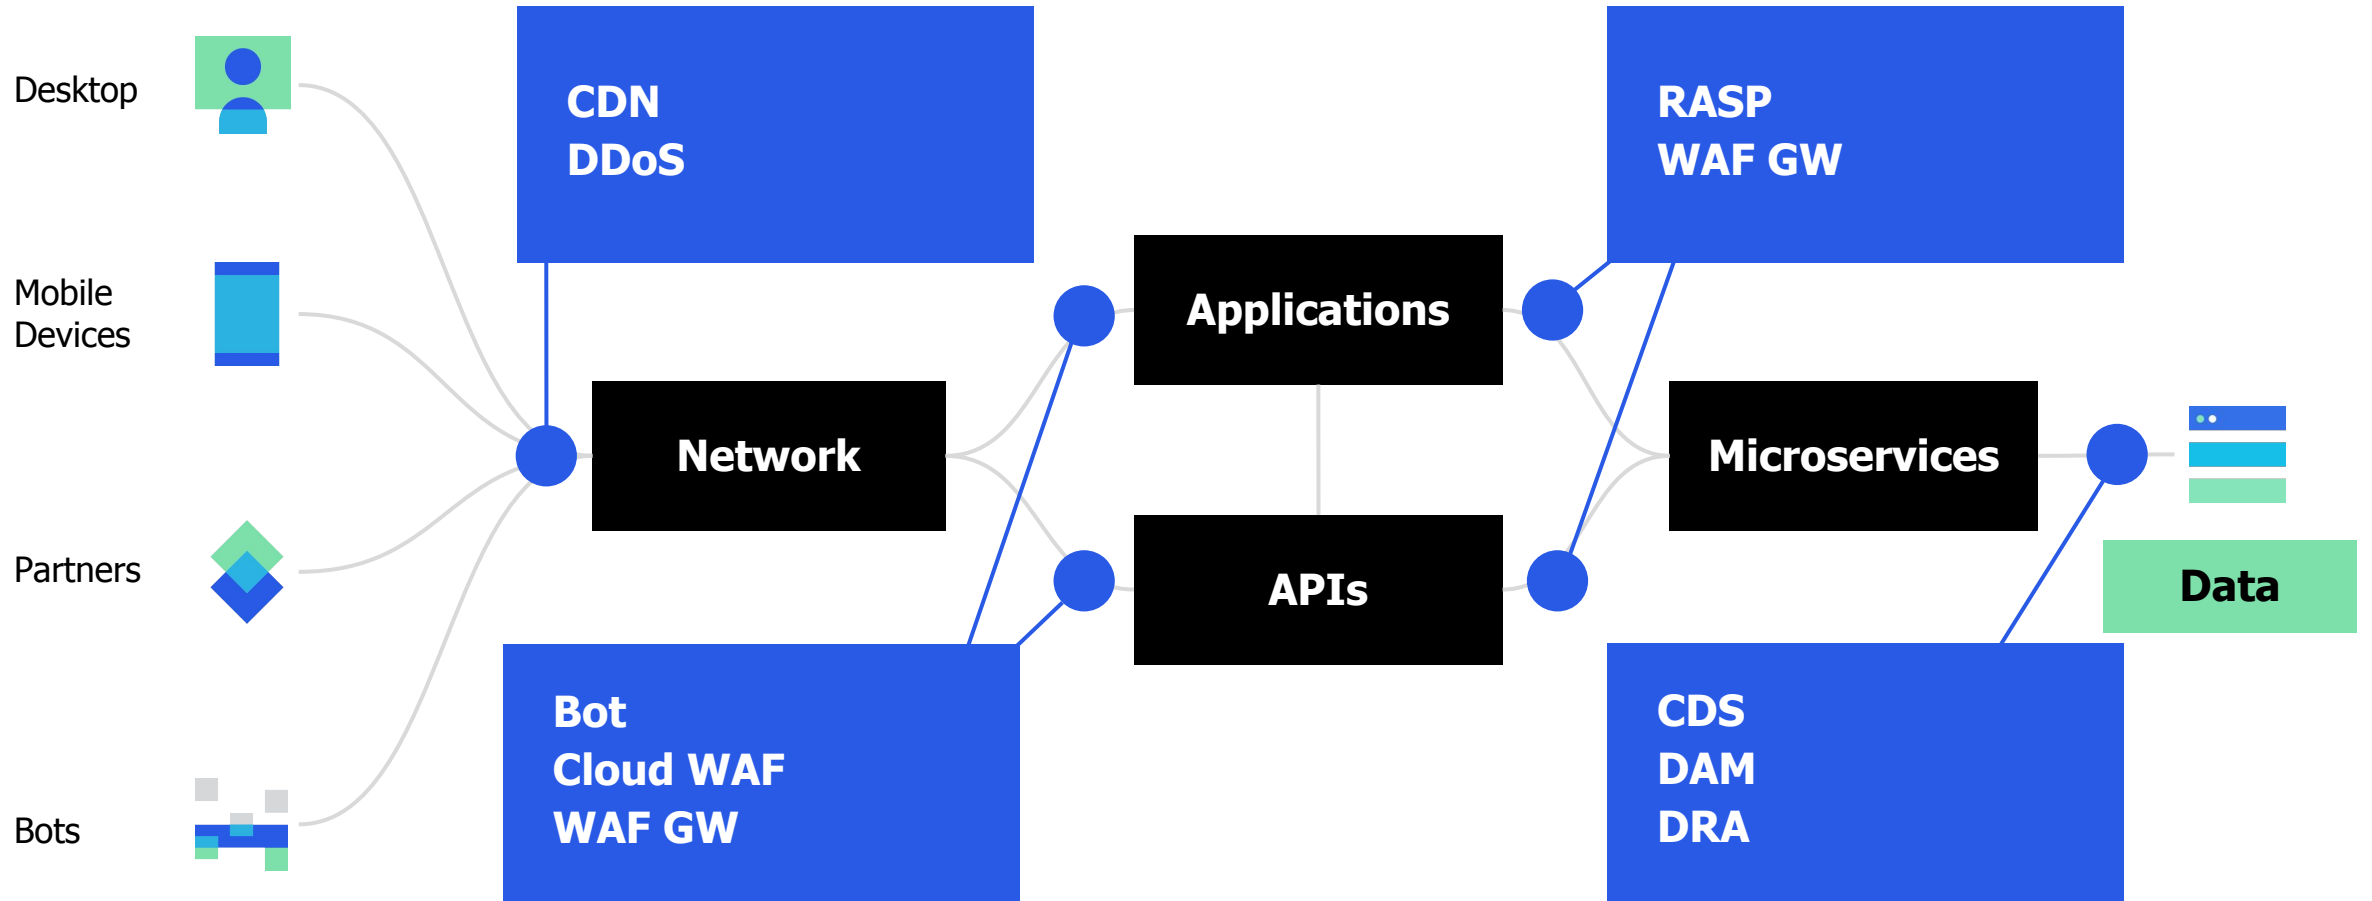 Desktop
Mobile
Devices
Partners
Bots
CDN
DDoS
Network
Bot
Cloud WAF
WAF GW
Applications
APIs
RASP
WAF GW
Microservices
CDS
DAM
DRA
Data